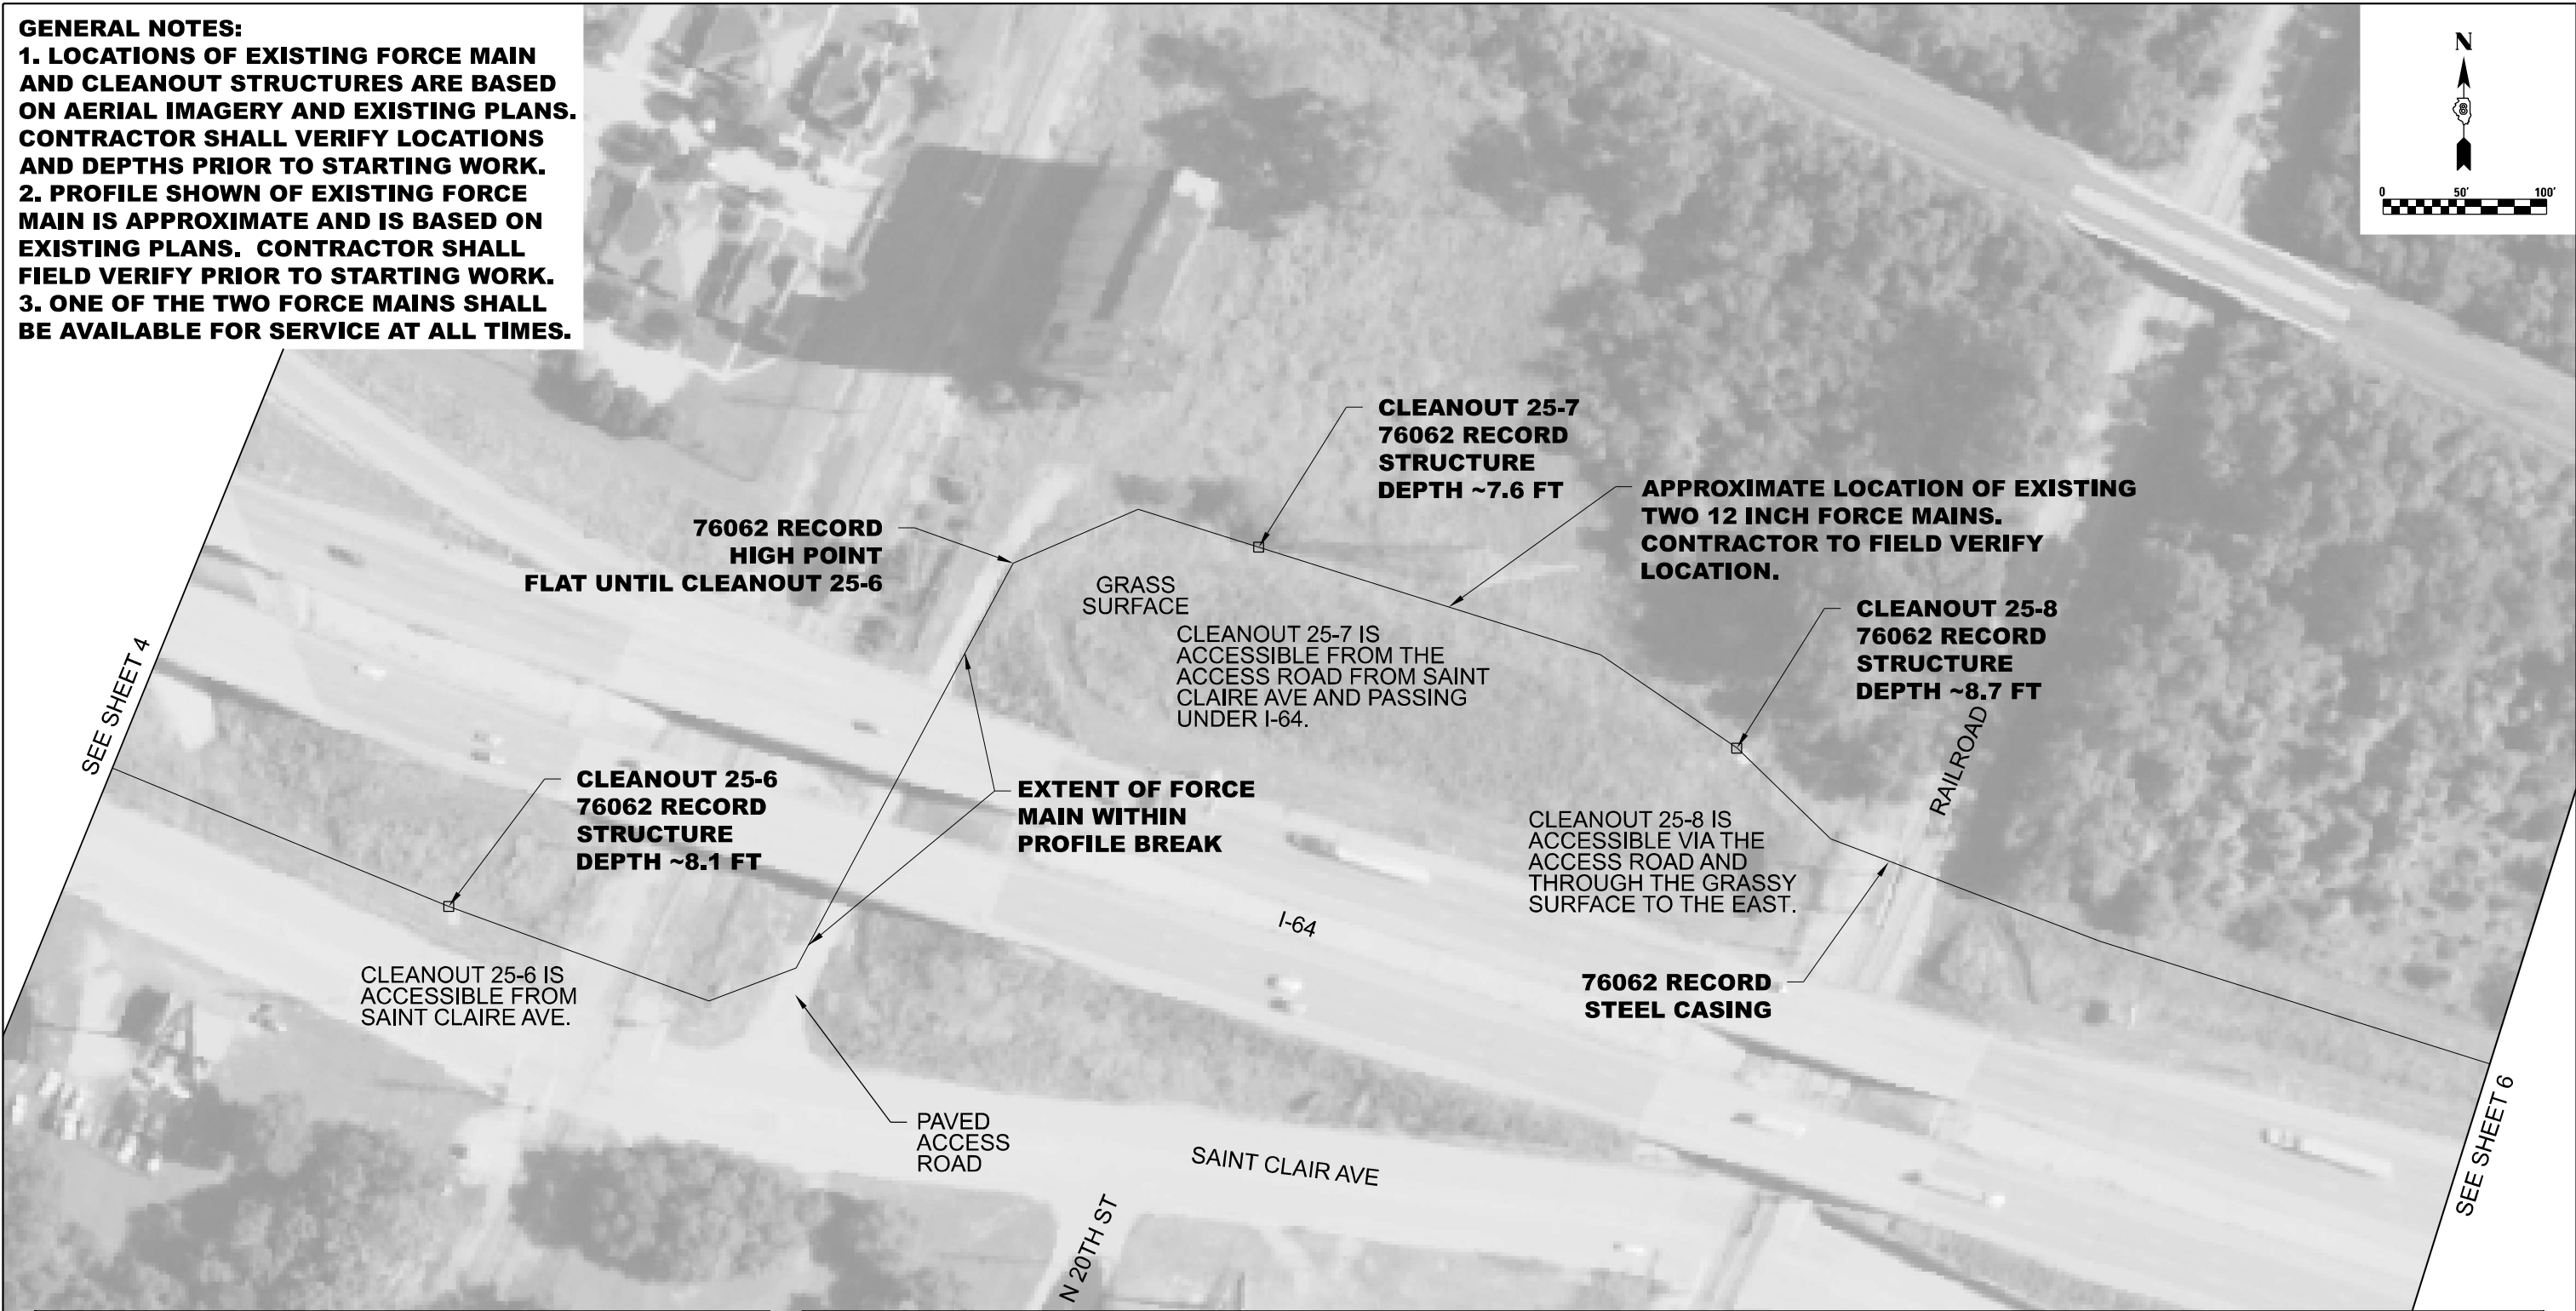 GENERAL NOTES:
1. LOCATIONS OF EXISTING FORCE MAIN
AND CLEANOUT STRUCTURES ARE BASED
ON AERIAL IMAGERY AND EXISTING PLANS.
CONTRACTOR SHALL VERIFY LOCATIONS
AND DEPTHS PRIOR TO STARTING WORK.
2. PROFILE SHOWN OF EXISTING FORCE
MAIN IS APPROXIMATE AND IS BASED ON
EXISTING PLANS. CONTRACTOR SHALL
FIELD VERIFY PRIOR TO STARTING WORK.
3. ONE OF THE TWO FORCE MAINS SHALL
BE AVAILABLE FOR SERVICE AT ALL TIMES.
N
8
0 50' 100'
CLEANOUT 25-7
76062 RECORD
STRUCTURE
DEPTH ~7.6 FT
APPROXIMATE LOCATION OF EXISTING
TWO 12 INCH FORCE MAINS.
CONTRACTOR TO FIELD VERIFY
LOCATION.
76062 RECORD
HIGH POINT
FLAT UNTIL CLEANOUT 25-6
GRASS
SURFACE
CLEANOUT 25-7 IS
ACCESSIBLE FROM THE
ACCESS ROAD FROM SAINT
CLAIRE AVE AND PASSING
UNDER I-64.
CLEANOUT 25-8
76062 RECORD
STRUCTURE
DEPTH ~8.7 FT
RAILROAD
SEE SHEET 4
CLEANOUT 25-6
76062 RECORD
STRUCTURE
DEPTH ~8.1 FT
EXTENT OF FORCE
MAIN WITHIN
PROFILE BREAK
CLEANOUT 25-8 IS
ACCESSIBLE VIA THE
ACCESS ROAD AND
THROUGH THE GRASSY
SURFACE TO THE EAST.
I-64
CLEANOUT 25-6 IS
ACCESSIBLE FROM
SAINT CLAIRE AVE.
76062 RECORD
STEEL CASING
PAVED
ACCESS
ROAD
SAINT CLAIR AVE
N 20TH ST
SEE SHEET 6